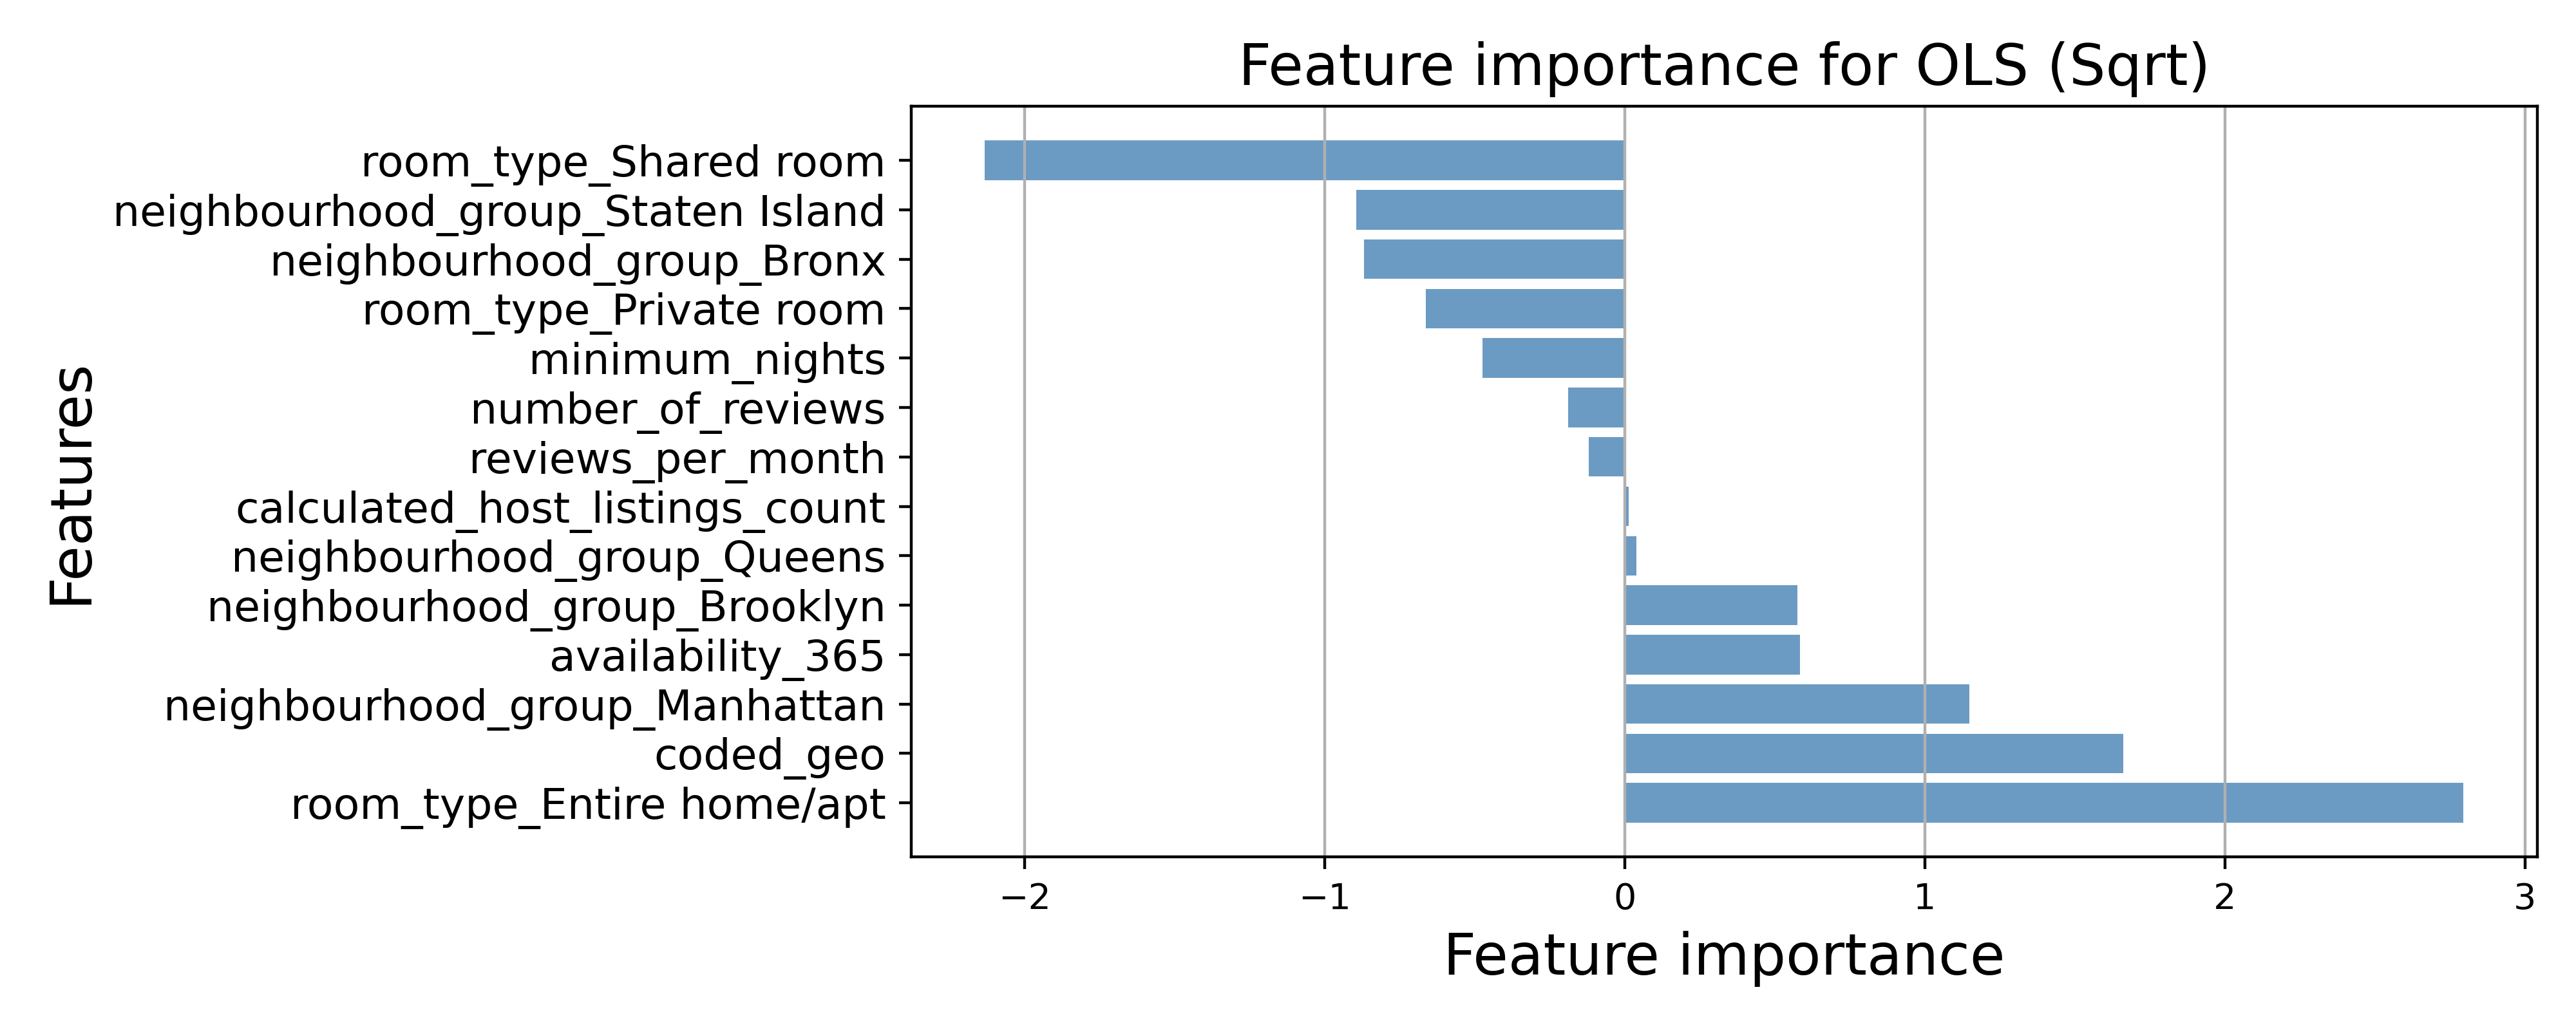 Feature importance for OLS (Sqrt)
Features
room_type_Shared room
neighbourhood_group_Staten Island
neighbourhood_group_Bronx
room_type_Private room
minimum_nights
number_of_reviews
reviews_per_month
calculated_host_listings_count
neighbourhood_group_Queens
neighbourhood_group_Brooklyn
availability_365
neighbourhood_group_Manhattan
coded_geo
room_type_Entire home/apt
−2 −1 0 1 2 3
Feature importance